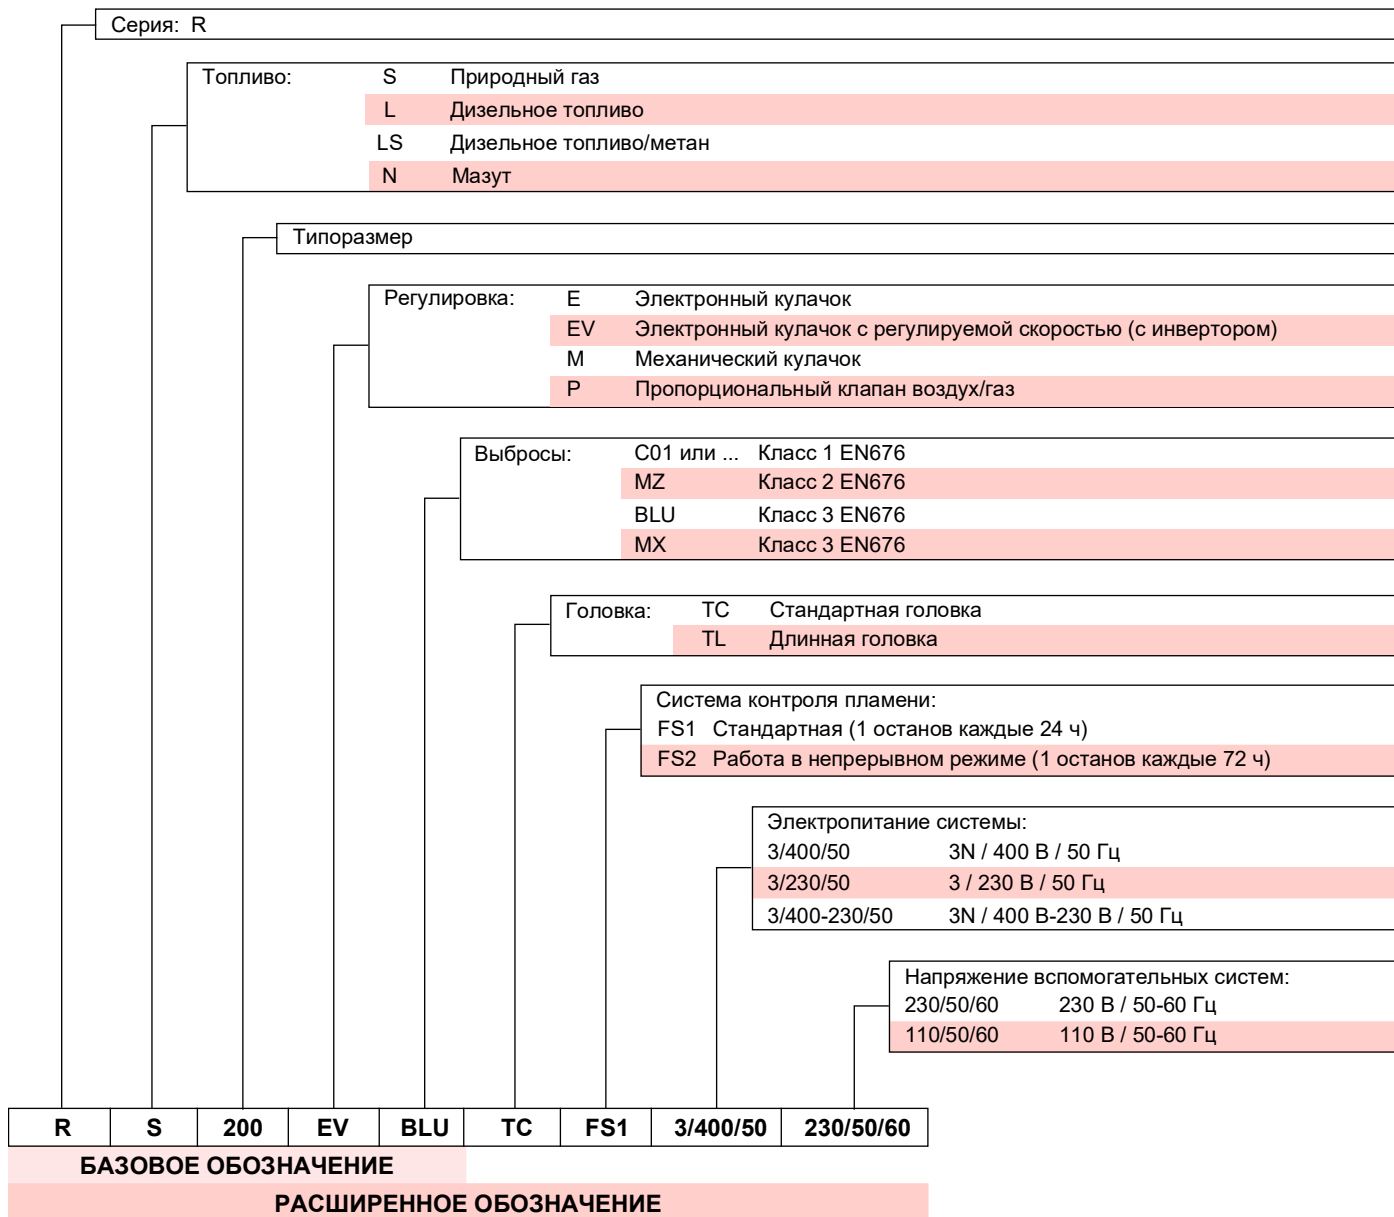 Серия: R
Топливо: S Природный газ
L Дизельное топливо
LS Дизельное топливо/метан
N Мазут
Типоразмер
Регулировка: E Электронный кулачок
EV Электронный кулачок с регулируемой скоростью (с инвертором)
M Механический кулачок
P Пропорциональный клапан воздух/газ
Выбросы: C01 или ... Класс 1 EN676
MZ Класс 2 EN676
BLU Класс 3 EN676
MX Класс 3 EN676
Головка: TC Стандартная головка
TL Длинная головка
Система контроля пламени:
FS1 Стандартная (1 останов каждые 24 ч)
FS2 Работа в непрерывном режиме (1 останов каждые 72 ч)
Электропитание системы:
3/400/50 3N / 400 В / 50 Гц
3/230/50 3 / 230 В / 50 Гц
3/400-230/50 3N / 400 В-230 В / 50 Гц
Напряжение вспомогательных систем:
230/50/60 230 В / 50-60 Гц
110/50/60 110 В / 50-60 Гц
R S 200 EV BLU TC FS1 3/400/50 230/50/60
БАЗОВОЕ ОБОЗНАЧЕНИЕ
РАСШИРЕННОЕ ОБОЗНАЧЕНИЕ